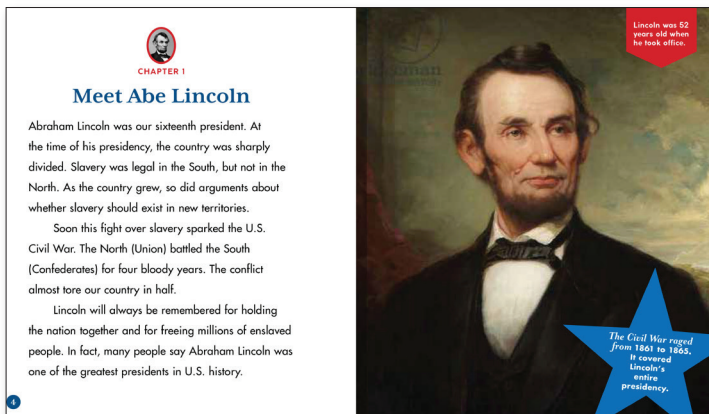 CHAPTER 1
Meet Abe Lincoln
Abraham Lincoln was our sixteenth president. At
the time of his presidency, the country was sharply
divided. Slavery was legal in the South, but not in the
North. As the country grew, so did arguments about
whether slavery should exist in new territories.
Soon this fight over slavery sparked the U.S.
Civil War. The North (Union) battled the South
(Confederates) for four bloody years. The conflict
almost tore our country in half.
Lincoln will always be remembered for holding
the nation together and for freeing millions of enslaved
people. In fact, many people say Abraham Lincoln was
one of the greatest presidents in U.S. history.
4
Lincoln was 52
years old when
he took office.
The Civil War raged
from 1861 to 1865.
It covered
Lincoln's
entire
presidency.